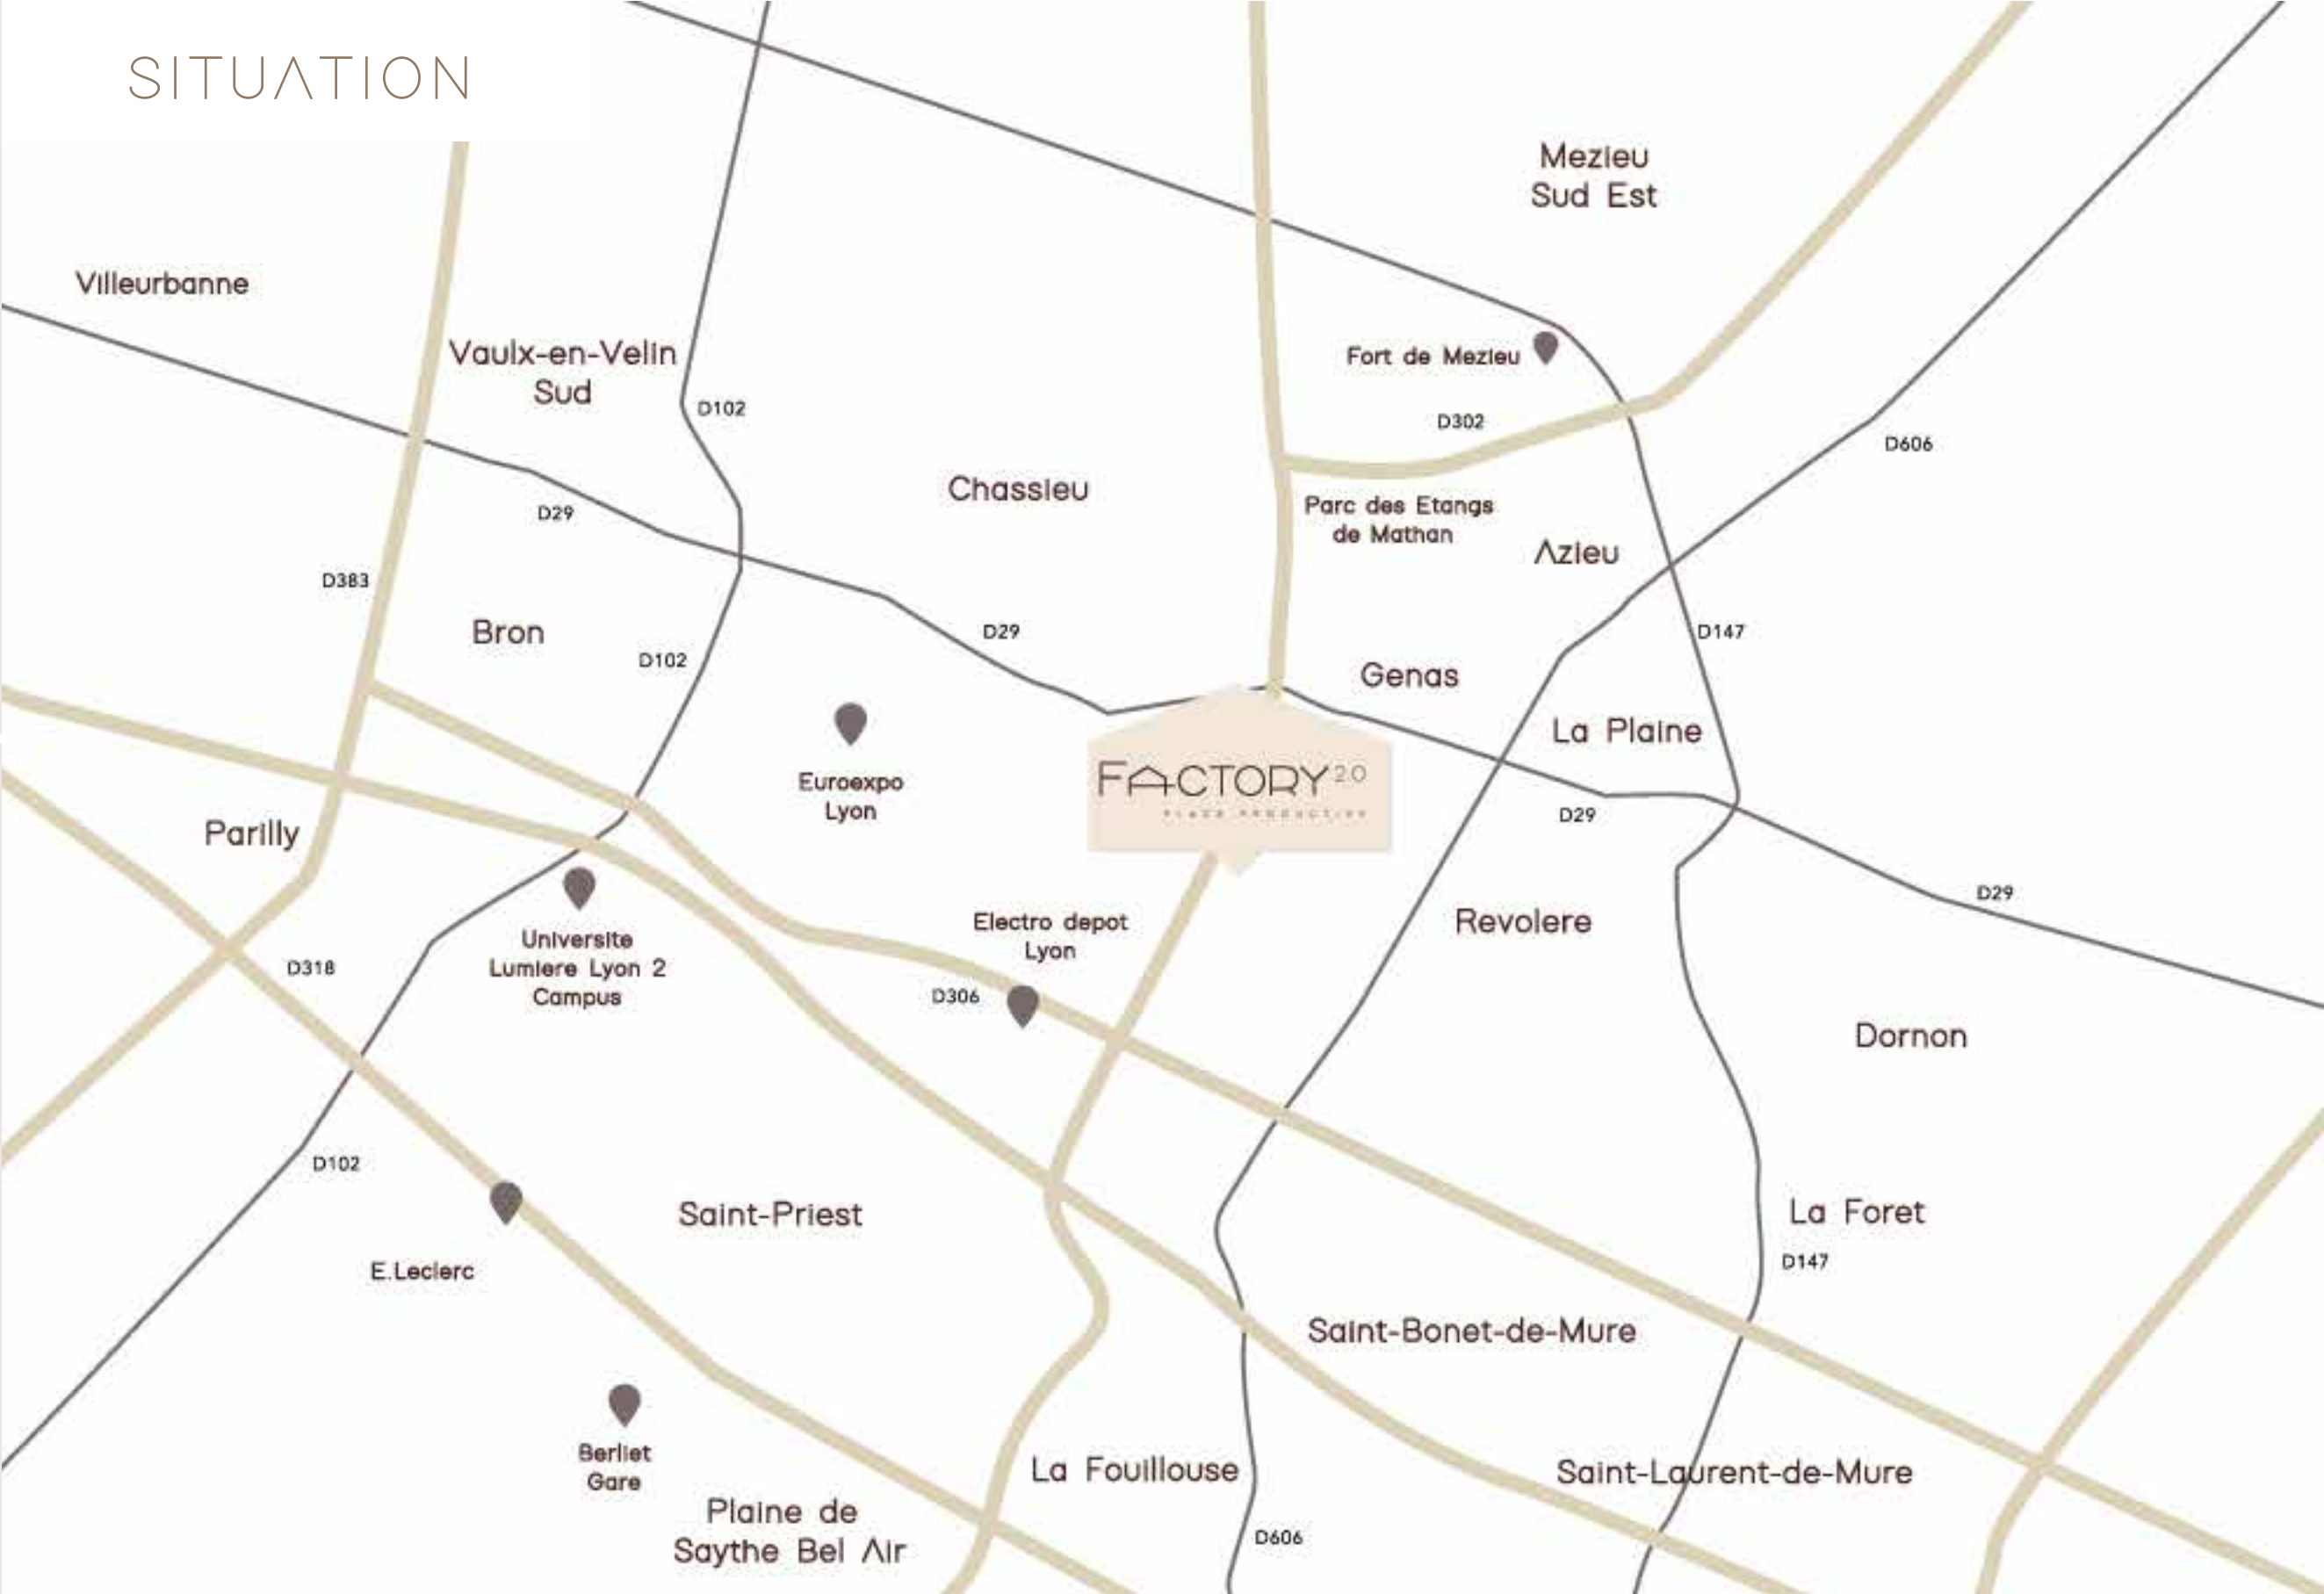 SITUATION
Mezieu
Sud Est
Villeurbanne
Vaulx-en-Velin
Sud
Fort de Mezieu
D102
D302
D606
Chassieu
Parc des Etangs
de Mathan
D29
Azieu
D383
Bron
D29
D147
D102
Genas
La Plaine
Euroexpo
Lyon
FACTORY 2.0
PLACE PRODUCTIVE
D29
Parilly
D29
Electro depot
Lyon
Revolere
Universite
Lumiere Lyon 2
Campus
D318
D306
Dornon
D102
Saint-Priest
La Foret
E.Leclerc
D147
Saint-Bonet-de-Mure
Berliet
Gare
La Fouillouse
Saint-Laurent-de-Mure
Plaine de
Saythe Bel Air
D606